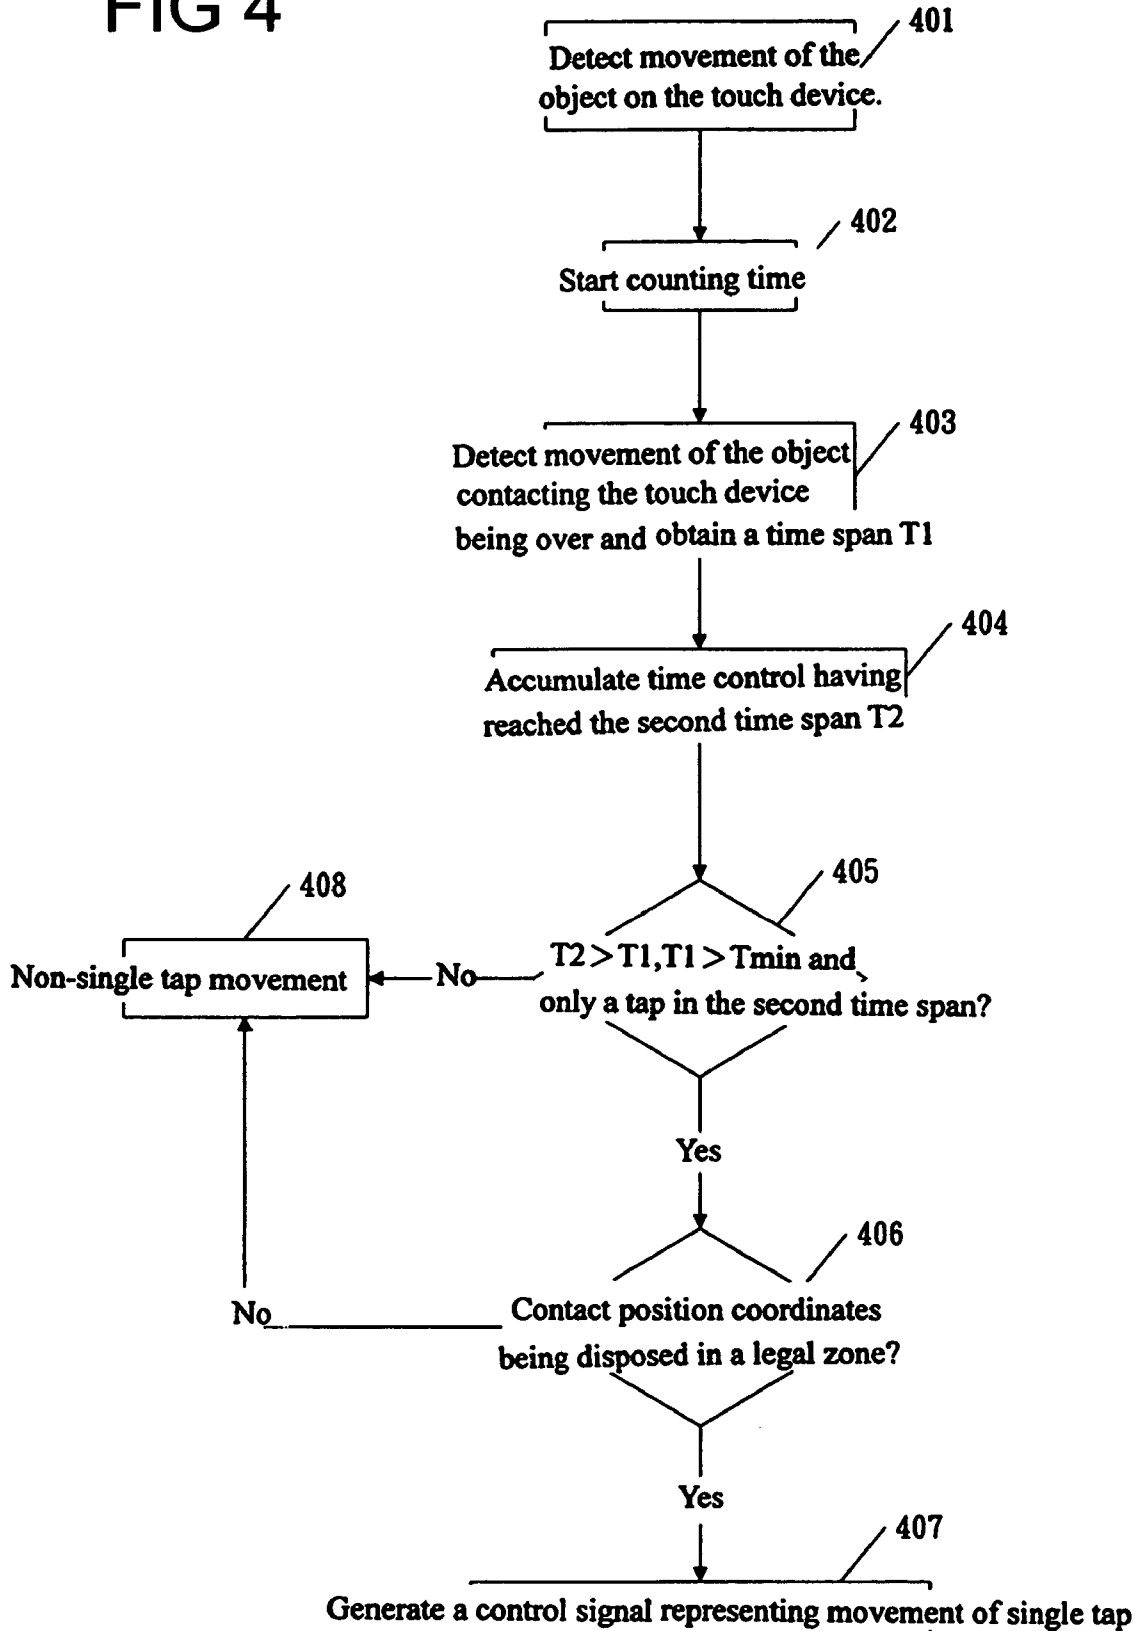 FIG 4
401
Detect movement of the
object on the touch device.
402
Start counting time
403
Detect movement of the object
contacting the touch device
being over and obtain a time span T1
404
Accumulate time control having
reached the second time span T2
405
408
T2>T1,T1>Tmin and
only a tap in the second time span?
Non-single tap movement
No
Yes
406
Contact position coordinates
being disposed in a legal zone?
No
Yes
407
Generate a control signal representing movement of single tap